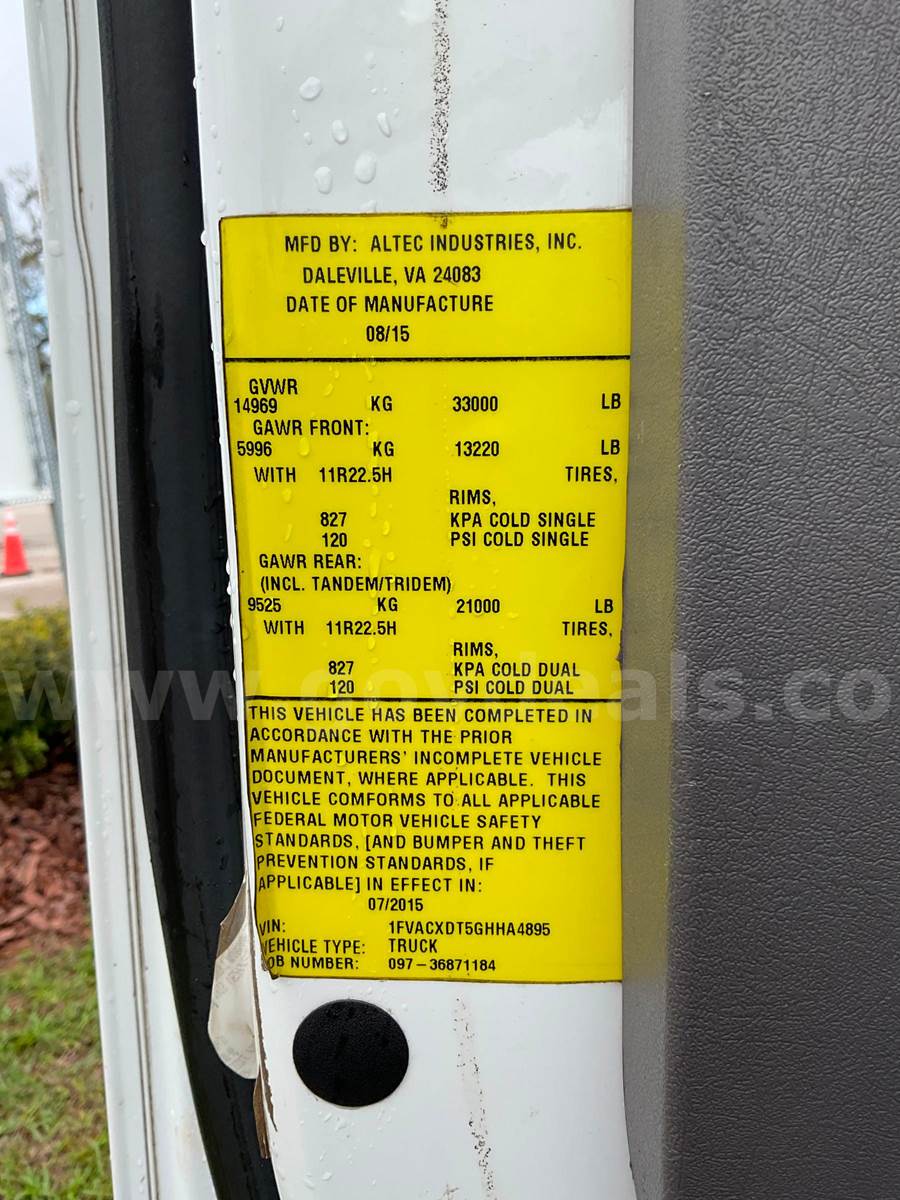 MFD BY: ALTEC INDUSTRIES, INC.
DALEVILLE, VA 24083
DATE OF MANUFACTURE
08/15
GVWR
14969 KG 33000 LB
GAWR FRONT:
5996 KG 13220 LB
WITH 11R22.5H TIRES,
RIMS,
827 KPA COLD SINGLE
120 PSI COLD SINGLE
GAWR REAR:
(INCL. TANDEM/TRIDEM)
9525 KG 21000 LB
WITH 11R22.5H TIRES,
RIMS,
827 KPA COLD DUAL
120 PSI COLD DUAL
www.govdeals.co
THIS VEHICLE HAS BEEN COMPLETED IN
ACCORDANCE WITH THE PRIOR
MANUFACTURERS' INCOMPLETE VEHICLE
DOCUMENT, WHERE APPLICABLE. THIS
VEHICLE COMFORMS TO ALL APPLICABLE
FEDERAL MOTOR VEHICLE SAFETY
STANDARDS, [AND BUMPER AND THEFT
PREVENTION STANDARDS, IF
APPLICABLE] IN EFFECT IN:
07/2015
VIN: 1FVACXDT5GHHA4895
VEHICLE TYPE: TRUCK
OB NUMBER: 097-36871184